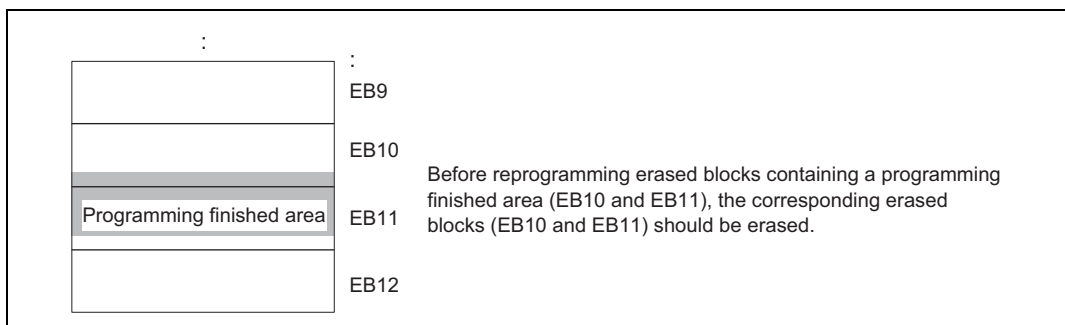 :
:
EB9
EB10
Before reprogramming erased blocks containing a programming
finished area (EB10 and EB11), the corresponding erased
blocks (EB10 and EB11) should be erased.
Programming finished area
EB11
EB12